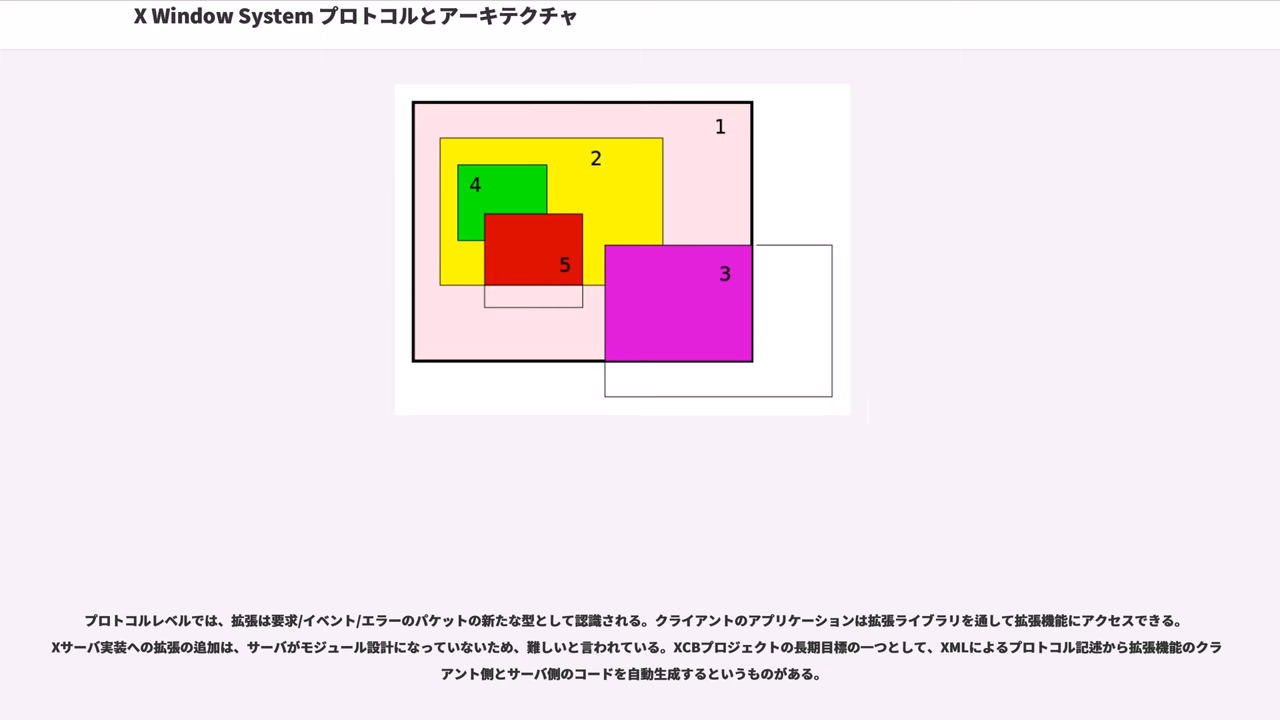 X Window System プロトコルとアーキテクチャ
1
2
4
5
3
プロトコルレベルでは、拡張は要求/イベント/エラーのパケットの新たな型として認識される。クライアントのアプリケーションは拡張ライブラリを通して拡張機能にアクセスできる。
Xサーバ実装への拡張の追加は、サーバがモジュール設計になっていないため、難しいと言われている。XCBプロジェクトの長期目標の一つとして、XMLによるプロトコル記述から拡張機能のクラ
アント側とサーバ側のコードを自動生成するというものがある。